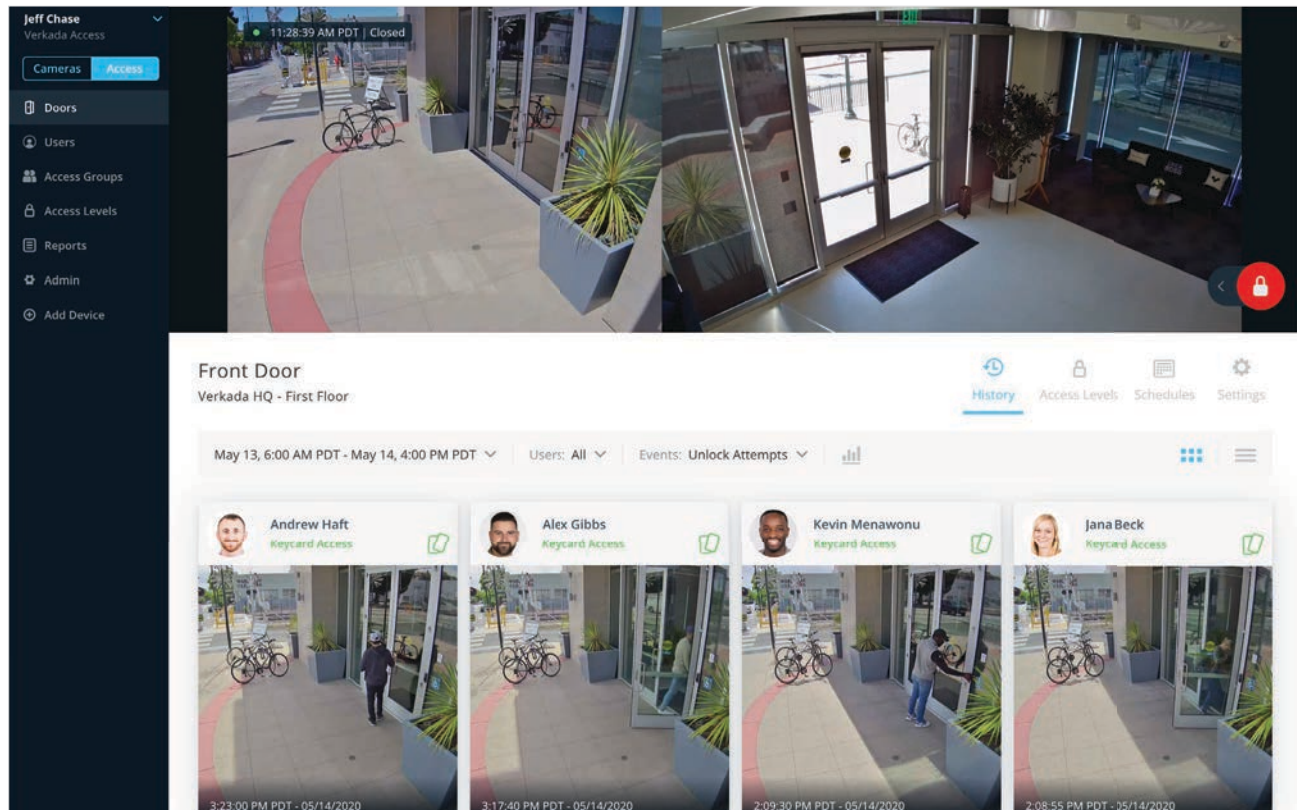 Jeff Chase
Verkada Access
Cameras
Access
Doors
Users
Access Groups
Access Levels
Reports
Admin
Add Device
11:28:39 AM PDT | Closed
EXIT
Front Door
Verkada HQ - First Floor
History
Access Levels
Schedules
Settings
May 13, 6:00 AM PDT - May 14, 4:00 PM PDT
Users: All
Events: Unlock Attempts
Andrew Haft
Keycard Access
Alex Gibbs
Keycard Access
Kevin Menawonu
Keycard Access
Jana Beck
Keycard Access
3:23:00 PM PDT - 05/14/2020
3:17:40 PM PDT - 05/14/2020
2:09:30 PM PDT - 05/14/2020
2:08:55 PM PDT - 05/14/2020